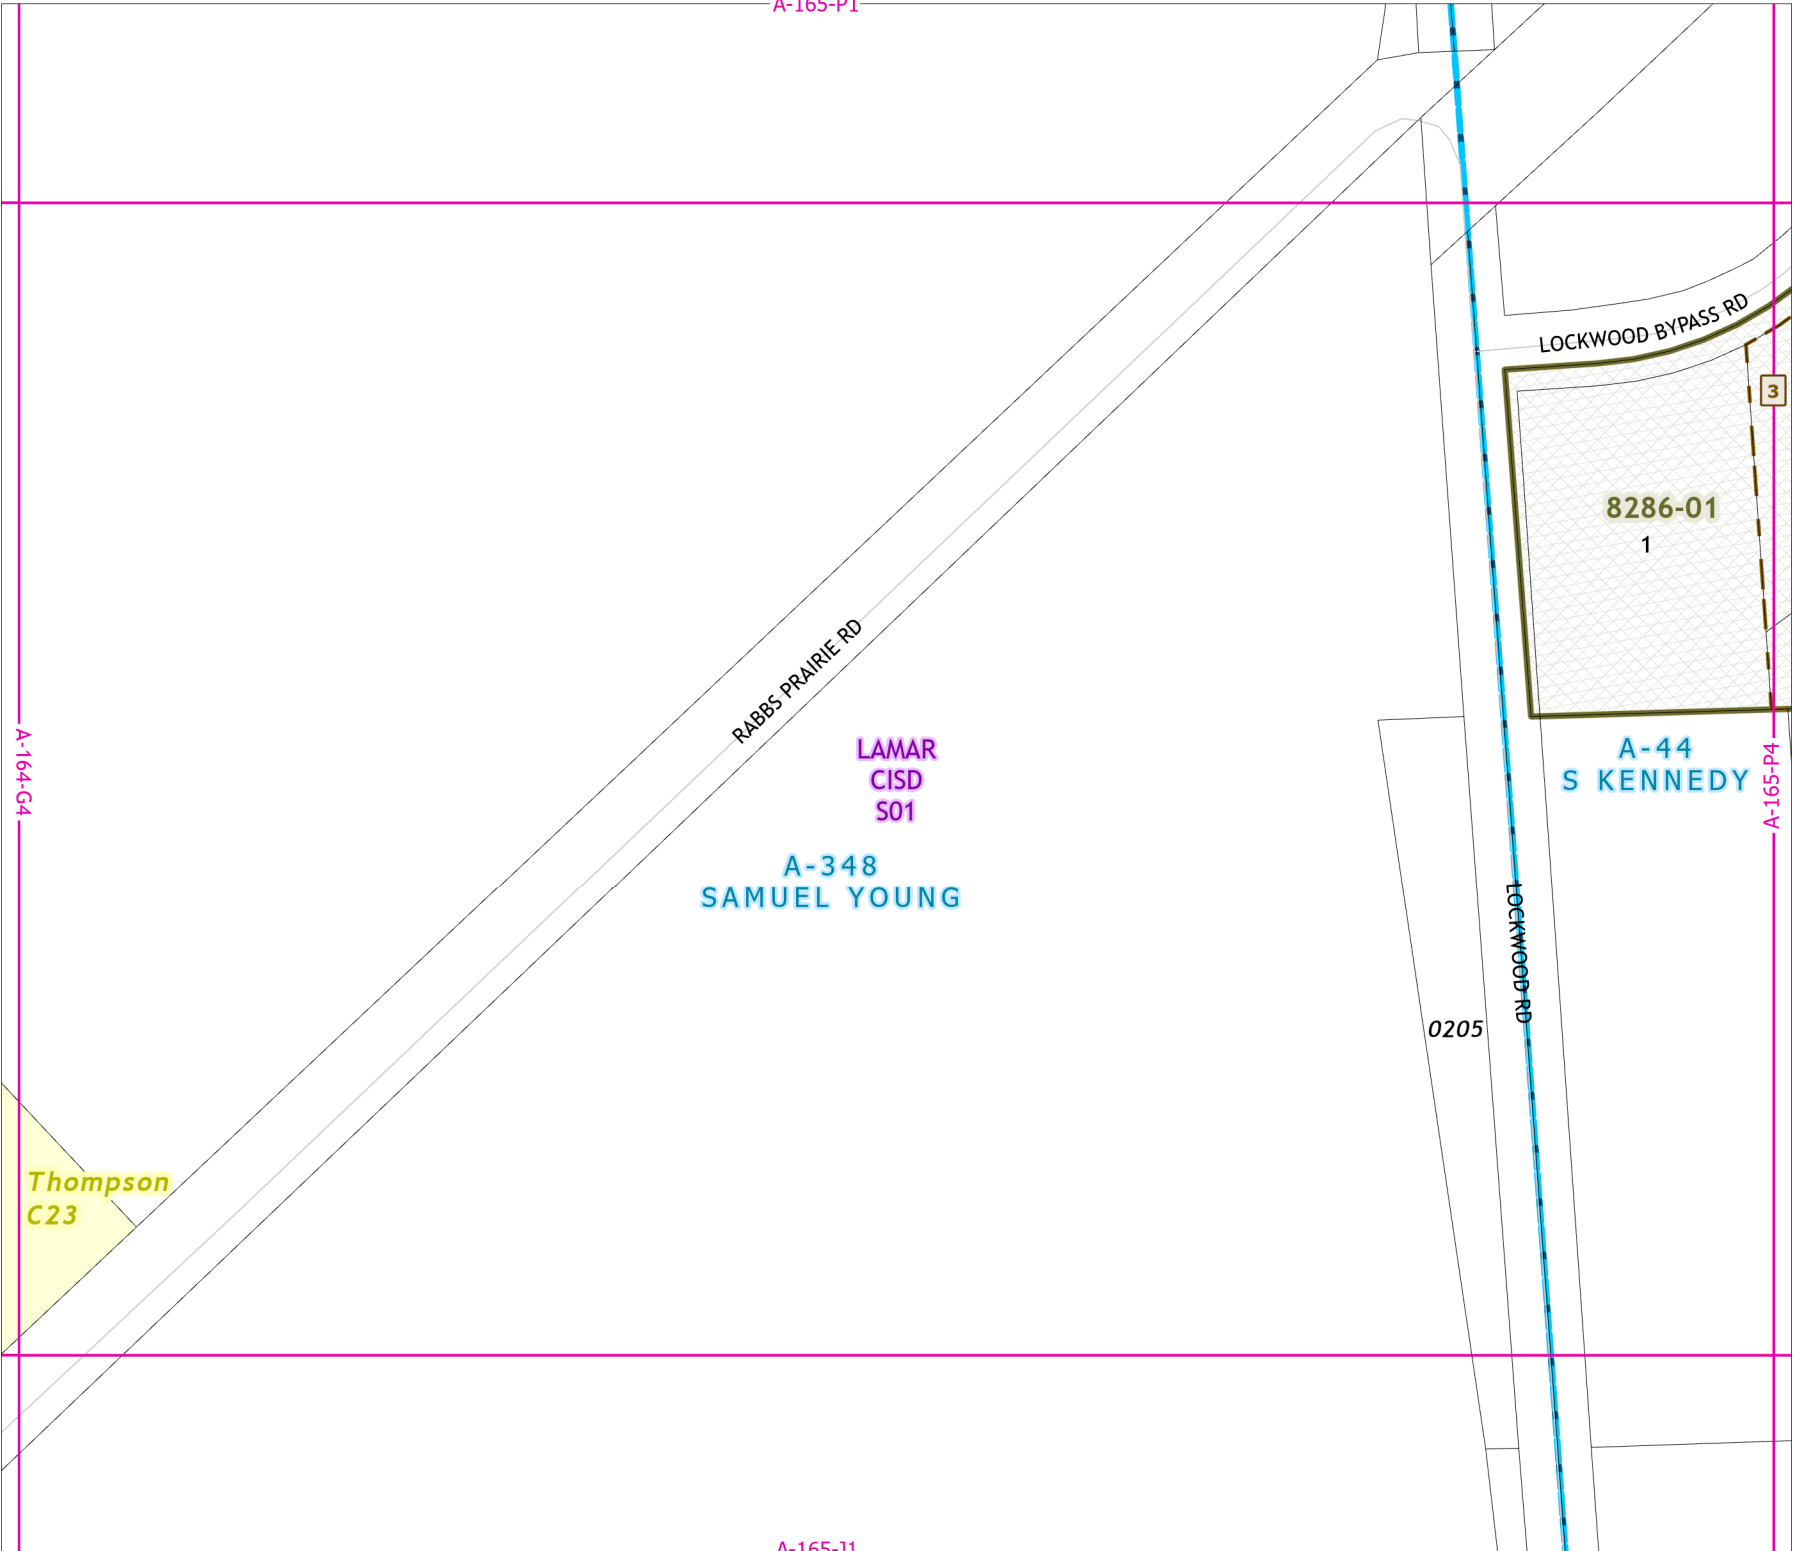 A-165-P1
LOCKWOOD BYPASS RD
3
8286-01
1
RABBS PRAIRIE RD
LAMAR
CISD
S01
A-44
S KENNEDY
A-164-G4
A-165-P4
A-348
SAMUEL YOUNG
LOCKWOOD RD
0205
Thompson
C23
A-165-J1